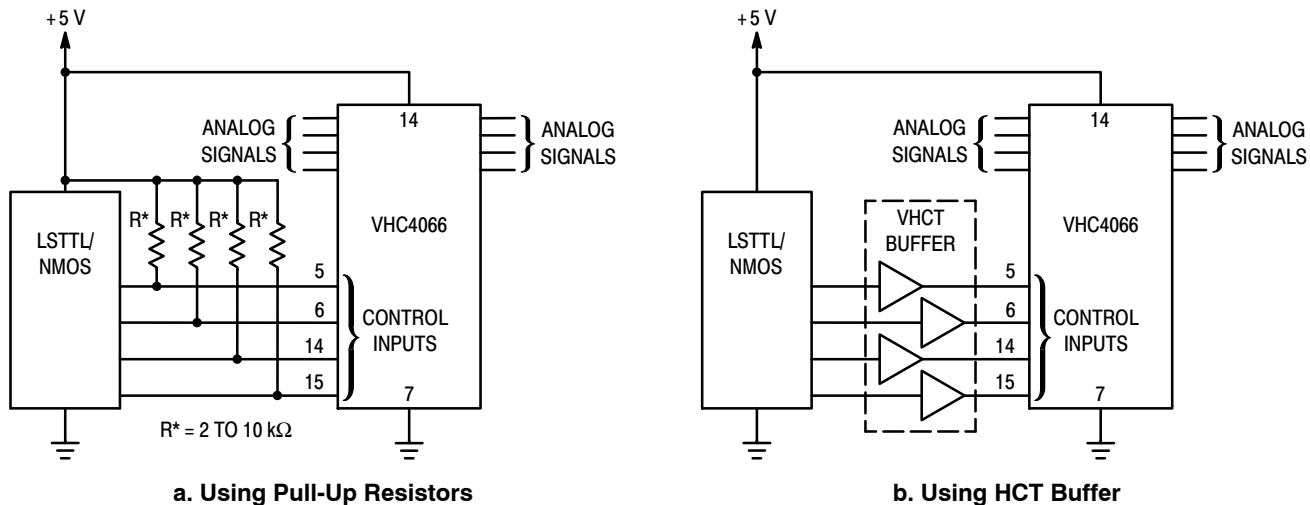 +5 V
14
ANALOG
SIGNALS
ANALOG
SIGNALS
R* R* R* R*
LSTTL/
NMOS
VHC4066
5
6
14
15
CONTROL
INPUTS
7
R* = 2 TO 10 kΩ
a. Using Pull-Up Resistors
+5 V
14
ANALOG
SIGNALS
ANALOG
SIGNALS
LSTTL/
NMOS
VHCT
BUFFER
VHC4066
5
6
14
15
CONTROL
INPUTS
7
b. Using HCT Buffer